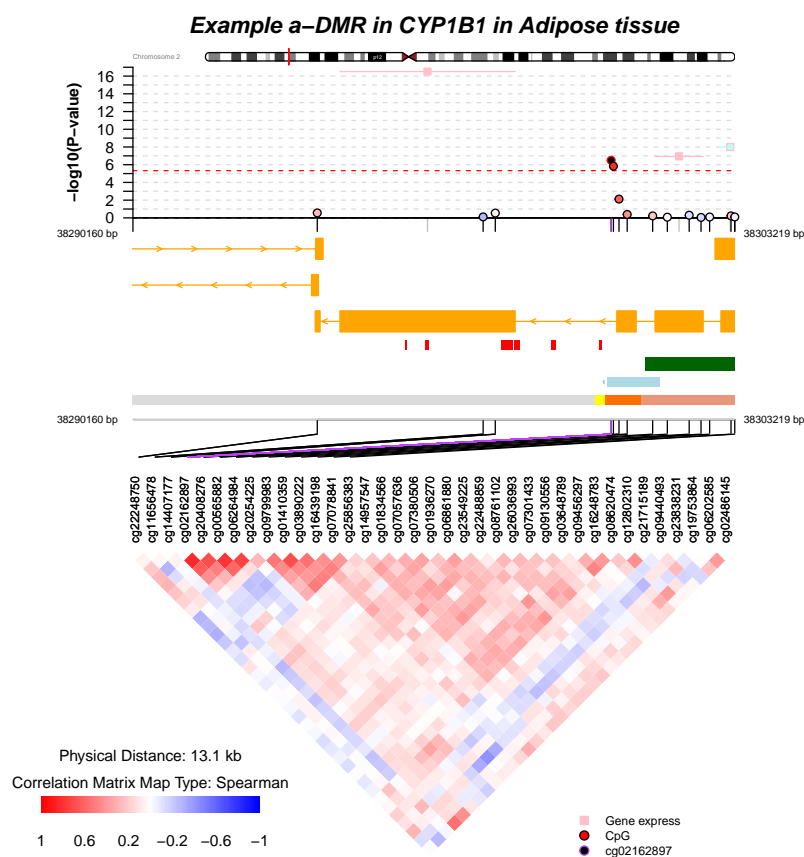 Example a–DMR in CYP1B1 in Adipose tissue
Chromosome 2
p12
−log10(P−value)
16
14
12
10
8
6
4
2
0
38290160 bp
38303219 bp
38290160 bp
38303219 bp
cg22248750
cg11656478
cg14077177
cg02162897
cg20408276
cg00565882
cg06264984
cg20254225
cg09799983
cg01410359
cg03890222
cg16439198
cg07078841
cg25856383
cg14957547
cg01834566
cg07057636
cg07380506
cg01936270
cg06861880
cg23549225
cg22488859
cg08761102
cg26036993
cg07301433
cg09130556
cg03648789
cg09456297
cg16248783
cg08620474
cg12802310
cg21715189
cg09440493
cg23838231
cg19753864
cg06202585
cg02486145
Physical Distance: 13.1 kb
Correlation Matrix Map Type: Spearman
1 0.6 0.2 −0.2 −0.6 −1
Gene express
CpG
cg02162897